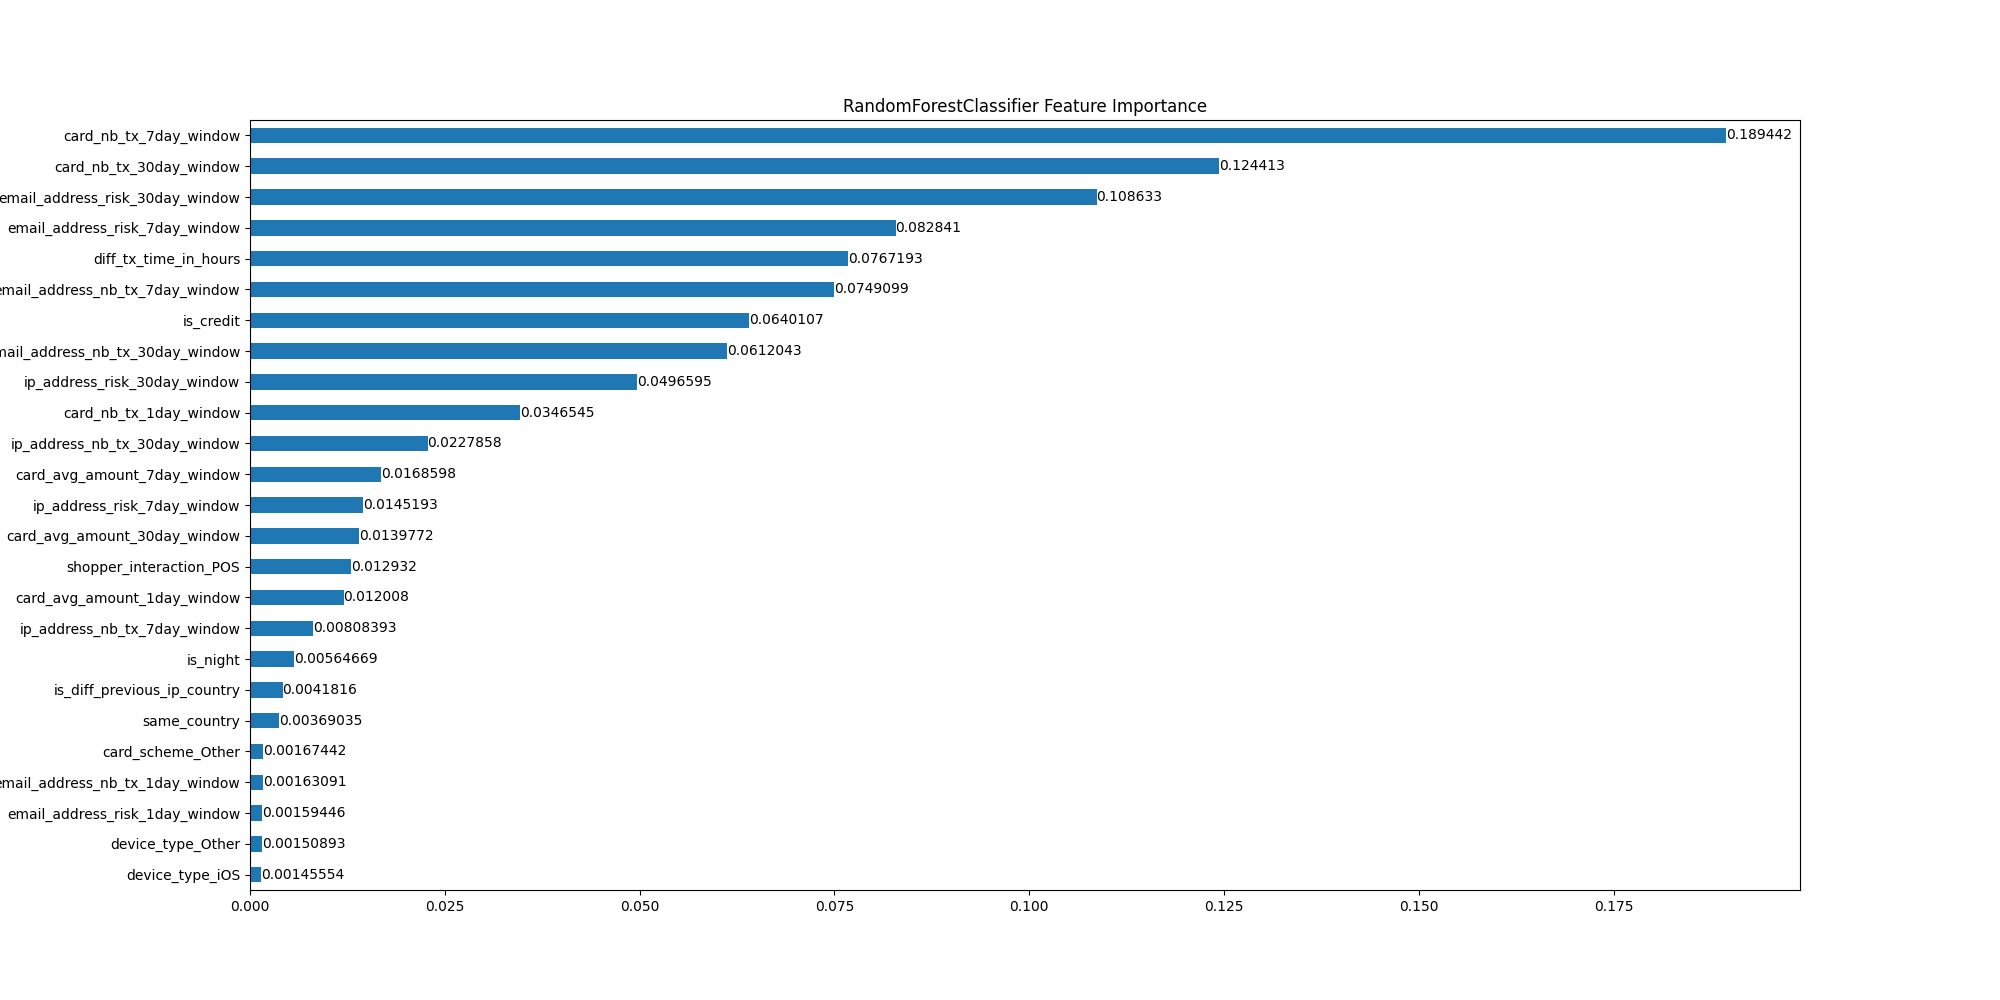 RandomForestClassifier Feature Importance
card_nb_tx_7day_window 0.189442
card_nb_tx_30day_window 0.124413
email_address_risk_30day_window 0.108633
email_address_risk_7day_window 0.082841
diff_tx_time_in_hours 0.0767193
email_address_nb_tx_7day_window 0.0749099
is_credit 0.0640107
mail_address_nb_tx_30day_window 0.0612043
ip_address_risk_30day_window 0.0496595
card_nb_tx_1day_window 0.0346545
ip_address_nb_tx_30day_window 0.0227858
card_avg_amount_7day_window 0.0168598
ip_address_risk_7day_window 0.0145193
card_avg_amount_30day_window 0.0139772
shopper_interaction_POS 0.012932
card_avg_amount_1day_window 0.012008
ip_address_nb_tx_7day_window 0.00808393
is_night 0.00564669
is_diff_previous_ip_country 0.0041816
same_country 0.00369035
card_scheme_Other 0.00167442
email_address_nb_tx_1day_window 0.00163091
email_address_risk_1day_window 0.00159446
device_type_Other 0.00150893
device_type_iOS 0.00145554
0.000 0.025 0.050 0.075 0.100 0.125 0.150 0.175